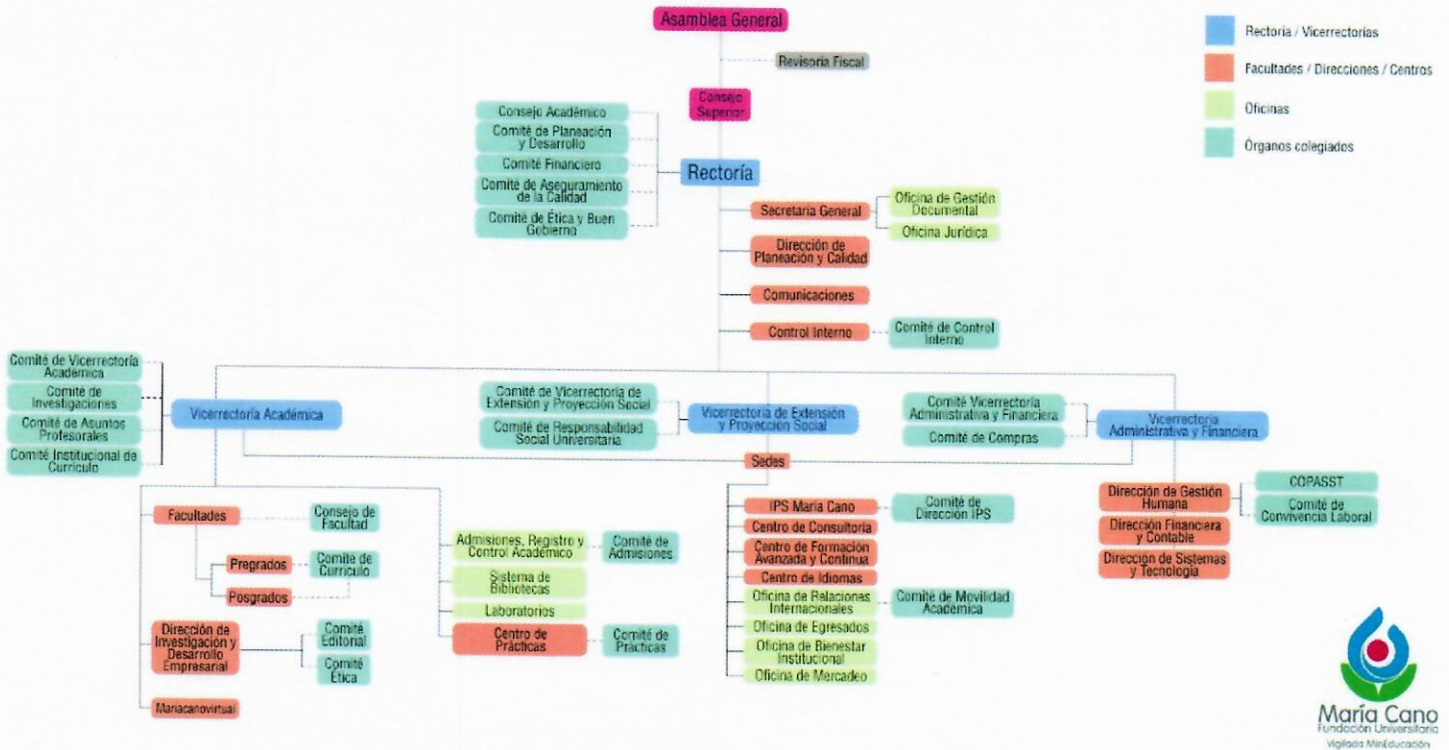 Asamblea General
Revisoría Fiscal
Consejo
Superior
Rectoría / Vicerrectorías
Facultades / Direcciones / Centros
Oficinas
Órganos colegiados
Consejo Académico
Comité de Planeación
y Desarrollo
Comité Financiero
Comité de Aseguramiento
de la Calidad
Comité de Ética y Buen
Gobierno
Rectoría
Secretaría General
Oficina de Gestión
Documental
Oficina Jurídica
Dirección de
Planeación y Calidad
Comunicaciones
Control Interno
Comité de Control
Interno
Comité de Vicerrectoría
Académica
Comité de
Investigaciones
Comité de Asuntos
Profesorales
Comité Institucional de
Currículo
Vicerrectoría Académica
Comité de Vicerrectoría de
Extensión y Proyección Social
Comité de Responsabilidad
Social Universitaria
Vicerrectoría de Extensión
y Proyección Social
Comité Vicerrectoría
Administrativa y Financiera
Comité de Compras
Vicerrectoría
Administrativa y Financiera
Sedes
Facultades
Consejo de
Facultad
Pregrados
Comité de
Currículo
Posgrados
Dirección de
Investigación y
Desarrollo
Empresarial
Comité
Editorial
Comité
Ética
Mariacanovirtual
Admisiones, Registro y
Control Académico
Comité de
Admisiones
Sistema de
Bibliotecas
Laboratorios
Centro de
Prácticas
Comité de
Prácticas
IPS María Cano
Comité de
Dirección IPS
Centro de Consultoría
Centro de Formación
Avanzada y Continua
Centro de Idiomas
Oficina de Relaciones
Internacionales
Comité de Movilidad
Académica
Oficina de Egresados
Oficina de Bienestar
Institucional
Oficina de Mercadeo
Dirección de Gestión
Humana
COPASST
Comité de
Convivencia Laboral
Dirección Financiera
y Contable
Dirección de Sistemas
y Tecnología
María Cano
Fundación Universitaria
Vigilada MinEducación